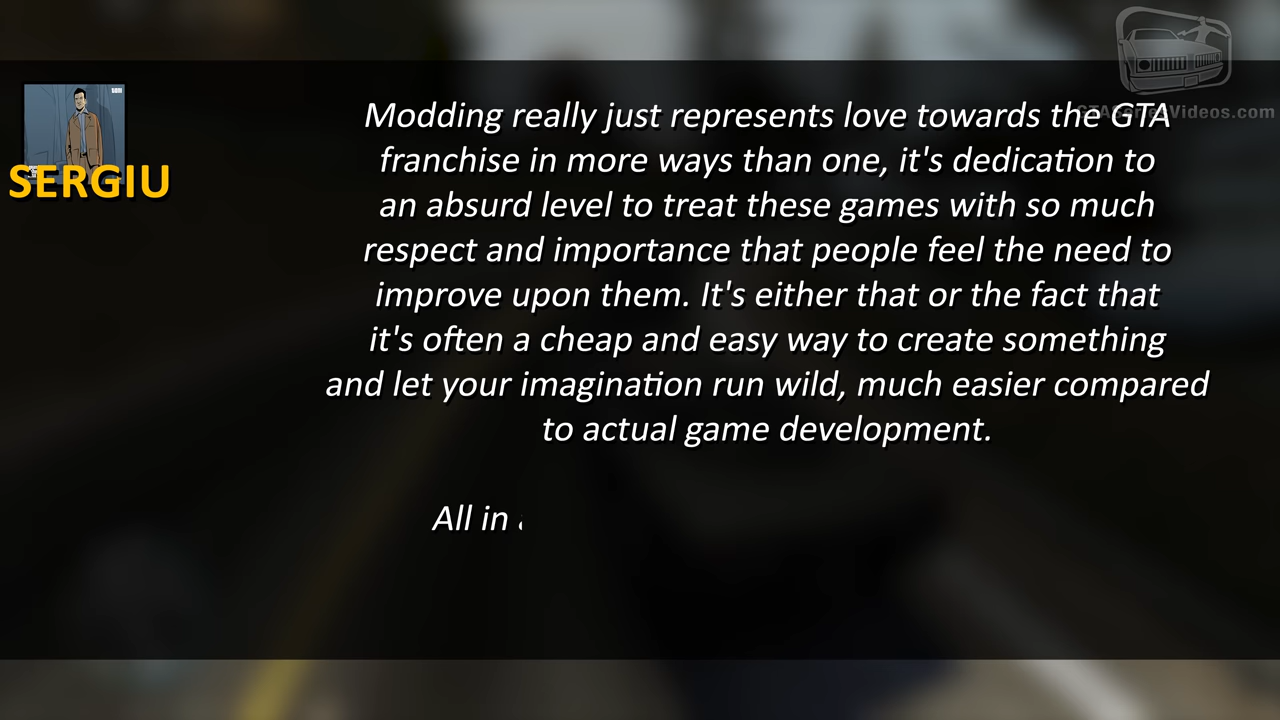 GTASeriesVideos.com
SERGIU
Modding really just represents love towards the GTA
franchise in more ways than one, it's dedication to
an absurd level to treat these games with so much
respect and importance that people feel the need to
improve upon them. It's either that or the fact that
it's often a cheap and easy way to create something
and let your imagination run wild, much easier compared
to actual game development.
All in